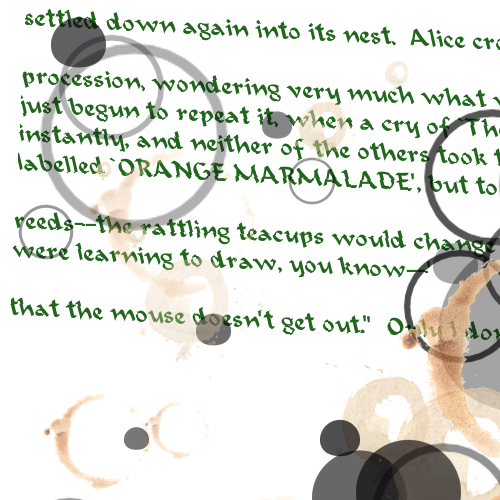 settled down again into its nest. Alice cro
procession, wondering very much what
just begun to repeat it, when a cry of `Th
instantly, and neither of the others took
labelled `ORANGE MARMALADE', but to
reeds--the rattling teacups would change
were learning to draw, you know--'
that the mouse doesn't get out." Only I do